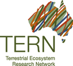 TERN
Terrestrial Ecosystem
Research Network